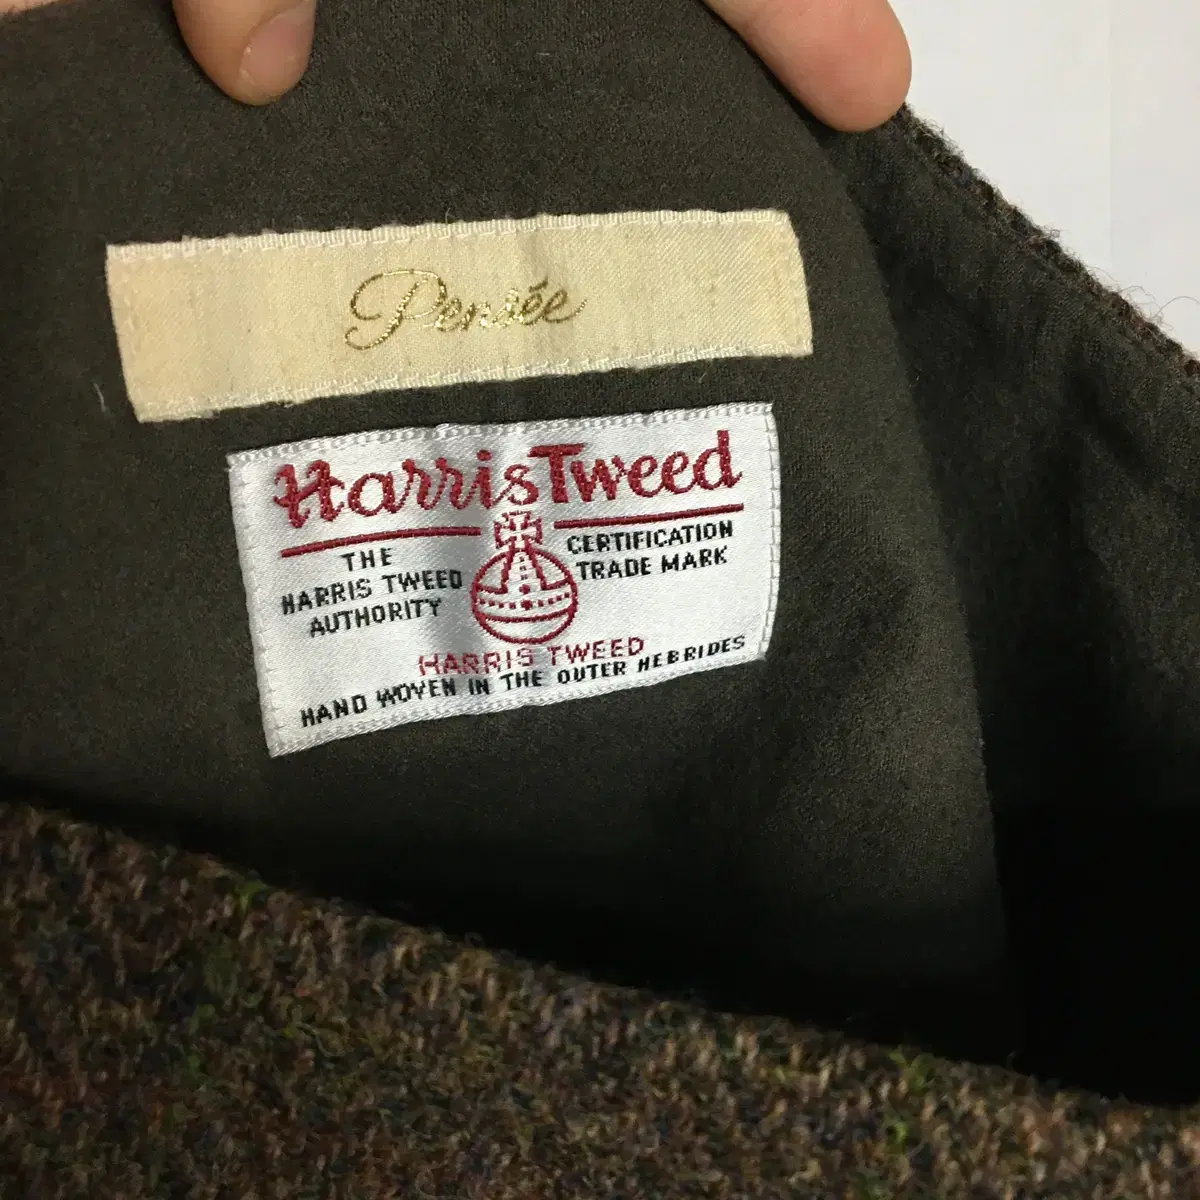 Pensée
Harris Tweed
THE
HARRIS TWEED
AUTHORITY
CERTIFICATION
TRADE MARK
HARRIS TWEED
HAND WOVEN IN THE OUTER HEBRIDES